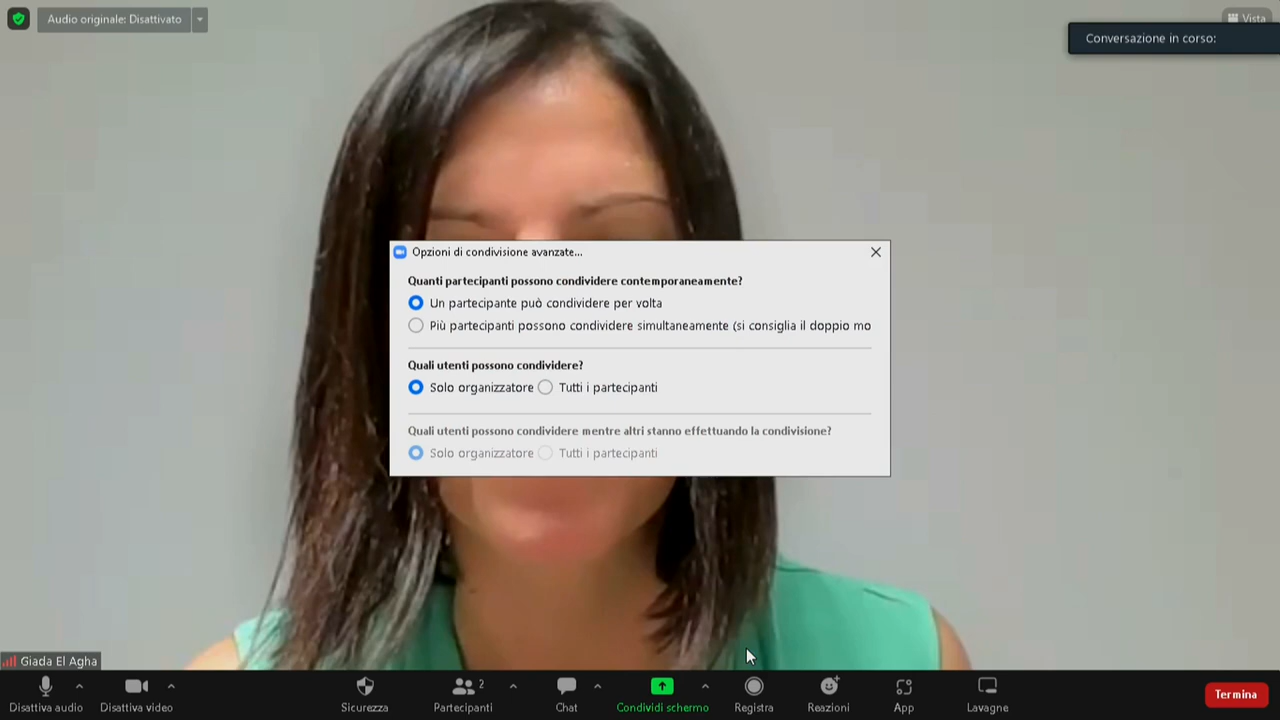 Audio originale: Disattivato
Vista
Conversazione in corso:
Opzioni di condivisione avanzate...
Quanti partecipanti possono condividere contemporaneamente?
Un partecipante può condividere per volta
Più partecipanti possono condividere simultaneamente (si consiglia il doppio mo
Quali utenti possono condividere?
Solo organizzatore Tutti i partecipanti
Quali utenti possono condividere mentre altri stanno effettuando la condivisione?
Solo organizzatore Tutti i partecipanti
Giada El Agha
2
Disattiva audio Disattiva video Sicurezza Partecipanti Chat Condividi schermo Registra Reazioni App Lavagne Termina